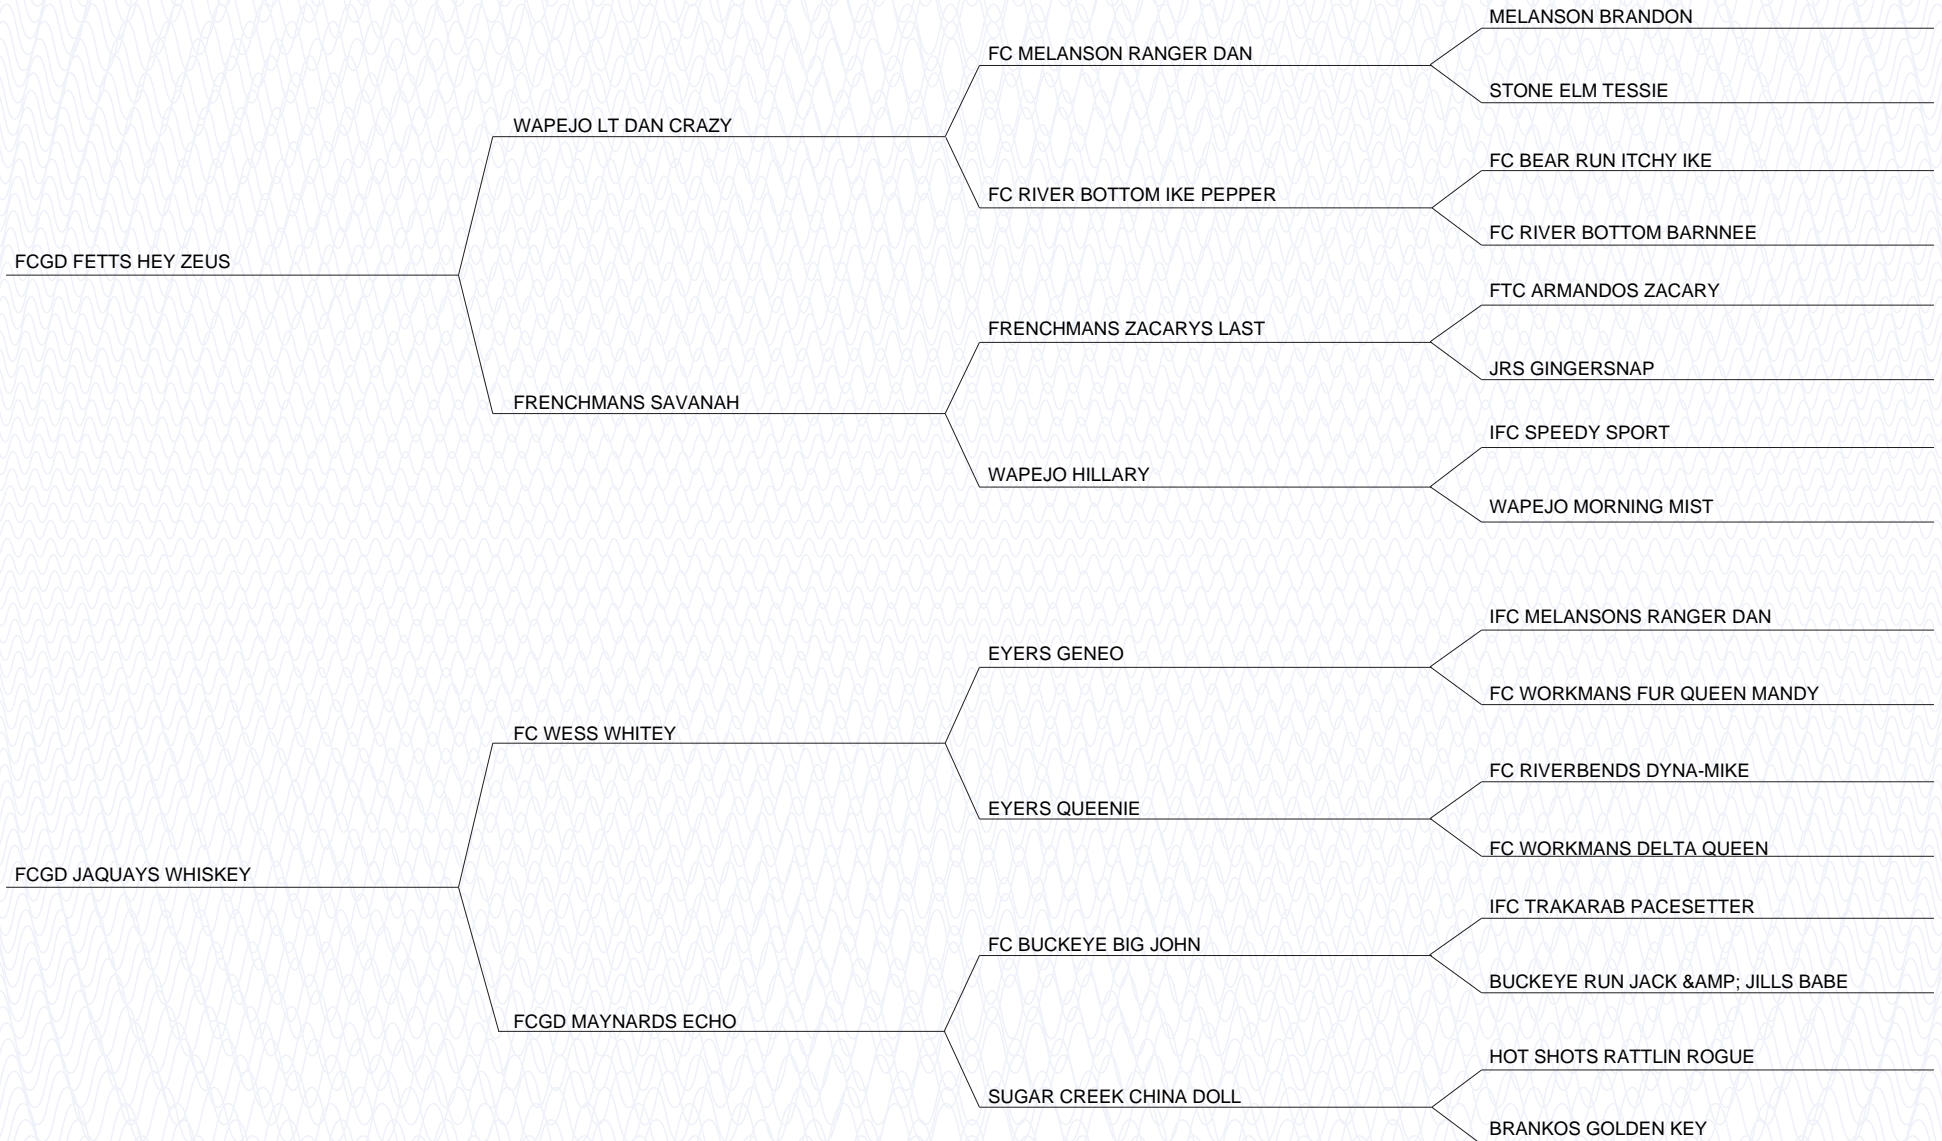 MELANSON BRANDON
FC MELANSON RANGER DAN
STONE ELM TESSIE
WAPEJO LT DAN CRAZY
FC BEAR RUN ITCHY IKE
FC RIVER BOTTOM IKE PEPPER
FC RIVER BOTTOM BARNNEE
FCGD FETTS HEY ZEUS
FTC ARMANDOS ZACARY
FRENCHMANS ZACARYS LAST
JRS GINGERSNAP
FRENCHMANS SAVANAH
IFC SPEEDY SPORT
WAPEJO HILLARY
WAPEJO MORNING MIST
IFC MELANSONS RANGER DAN
EYERS GENEO
FC WORKMANS FUR QUEEN MANDY
FC WESS WHITEY
FC RIVERBENDS DYNA-MIKE
EYERS QUEENIE
FC WORKMANS DELTA QUEEN
FCGD JAQUAYS WHISKEY
IFC TRAKARAB PACESETTER
FC BUCKEYE BIG JOHN
BUCKEYE RUN JACK &AMP; JILLS BABE
FCGD MAYNARDS ECHO
HOT SHOTS RATTLIN ROGUE
SUGAR CREEK CHINA DOLL
BRANKOS GOLDEN KEY